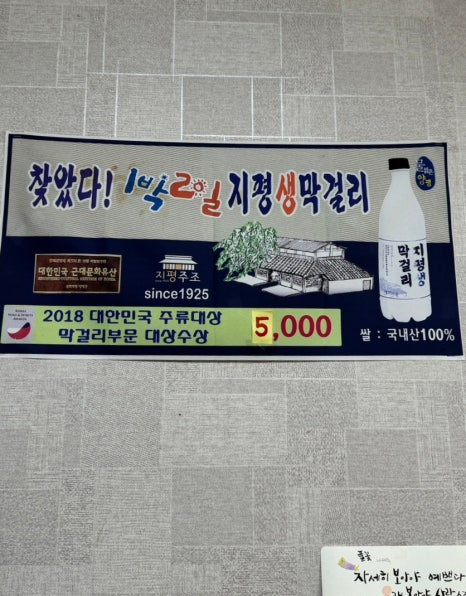 찾았다! 1박2일 지평생막걸리
대한민국 근대문화유산
지평주조
since1925
2018 대한민국 주류대상
막걸리부문 대상수상
5,000
지평생
막걸리
쌀 : 국내산100%
풀꽃
자세히 보아야 예쁘다